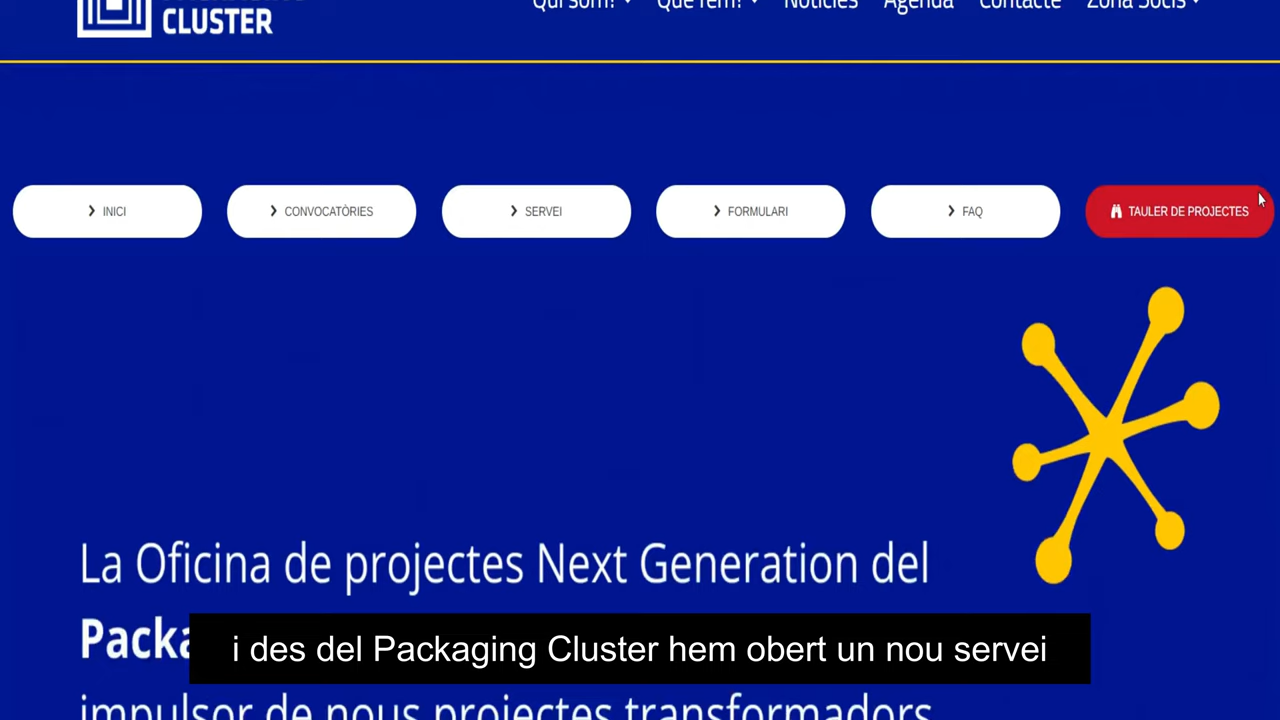 CLUSTER
Qui som? Què fem? Notícies Agenda Contacte Zona Socis
INICI
CONVOCATÒRIES
SERVEI
FORMULARI
FAQ
TAULER DE PROJECTES
La Oficina de projectes Next Generation del
i des del Packaging Cluster hem obert un nou servei
impulsor de nous projectes transformadors